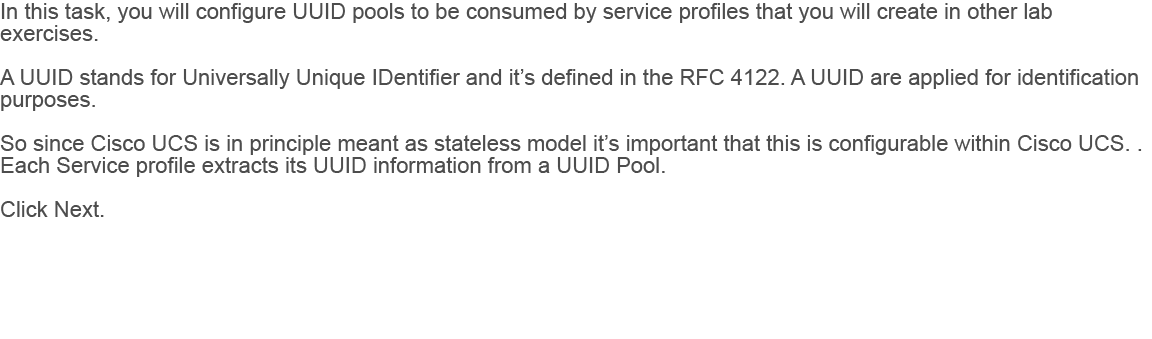 In this task, you will configure UUID pools to be consumed by service profiles that you will create in other lab
exercises.
A UUID stands for Universally Unique IDentifier and it’s defined in the RFC 4122. A UUID are applied for identification
purposes.
So since Cisco UCS is in principle meant as stateless model it’s important that this is configurable within Cisco UCS. .
Each Service profile extracts its UUID information from a UUID Pool.
Click Next.